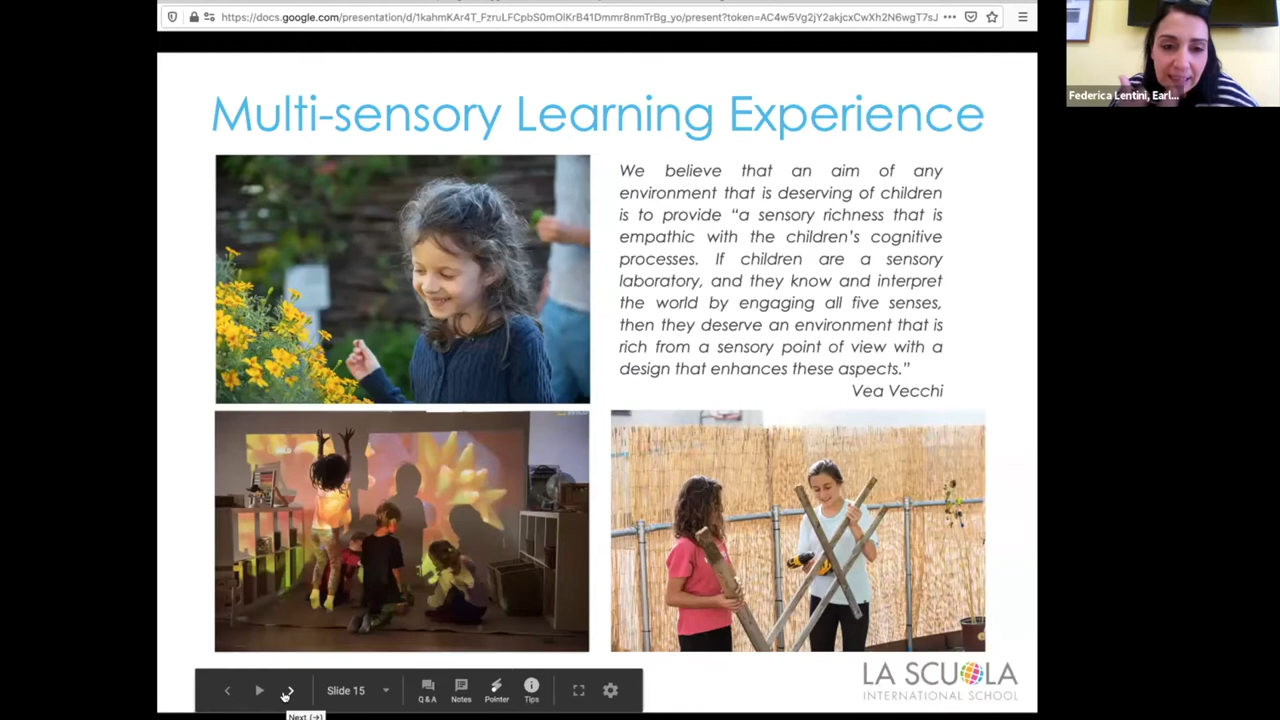 https://docs.google.com/presentation/d/1kahmKAr4T_FzruLFCpbS0mOlKrB41Dmmr8nmTrBg_yo/present?token=AC4w5Vg2jY2akjcxCwXh2N6wgT7sJ
Federica Lentini, Earl...
Multi-sensory Learning Experience
We believe that an aim of any
environment that is deserving of children
is to provide “a sensory richness that is
empathic with the children’s cognitive
processes. If children are a sensory
laboratory, and they know and interpret
the world by engaging all five senses,
then they deserve an environment that is
rich from a sensory point of view with a
design that enhances these aspects.”
Vea Vecchi
LA SCUOLA
INTERNATIONAL SCHOOL
Slide 15
Q & A
Notes
Pointer
Tips
Next (→)